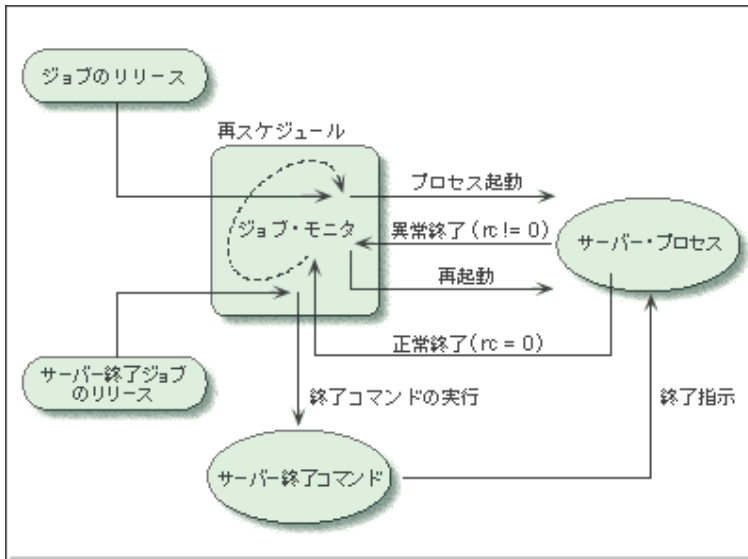 ジョブのリリース
再スケジュール
プロセス起動
ジョブ・モニタ
異常終了(rc != 0)
サーバー・プロセス
再起動
正常終了(rc = 0)
サーバー終了ジョブ
のリリース
終了コマンドの実行
終了指示
サーバー終了コマンド